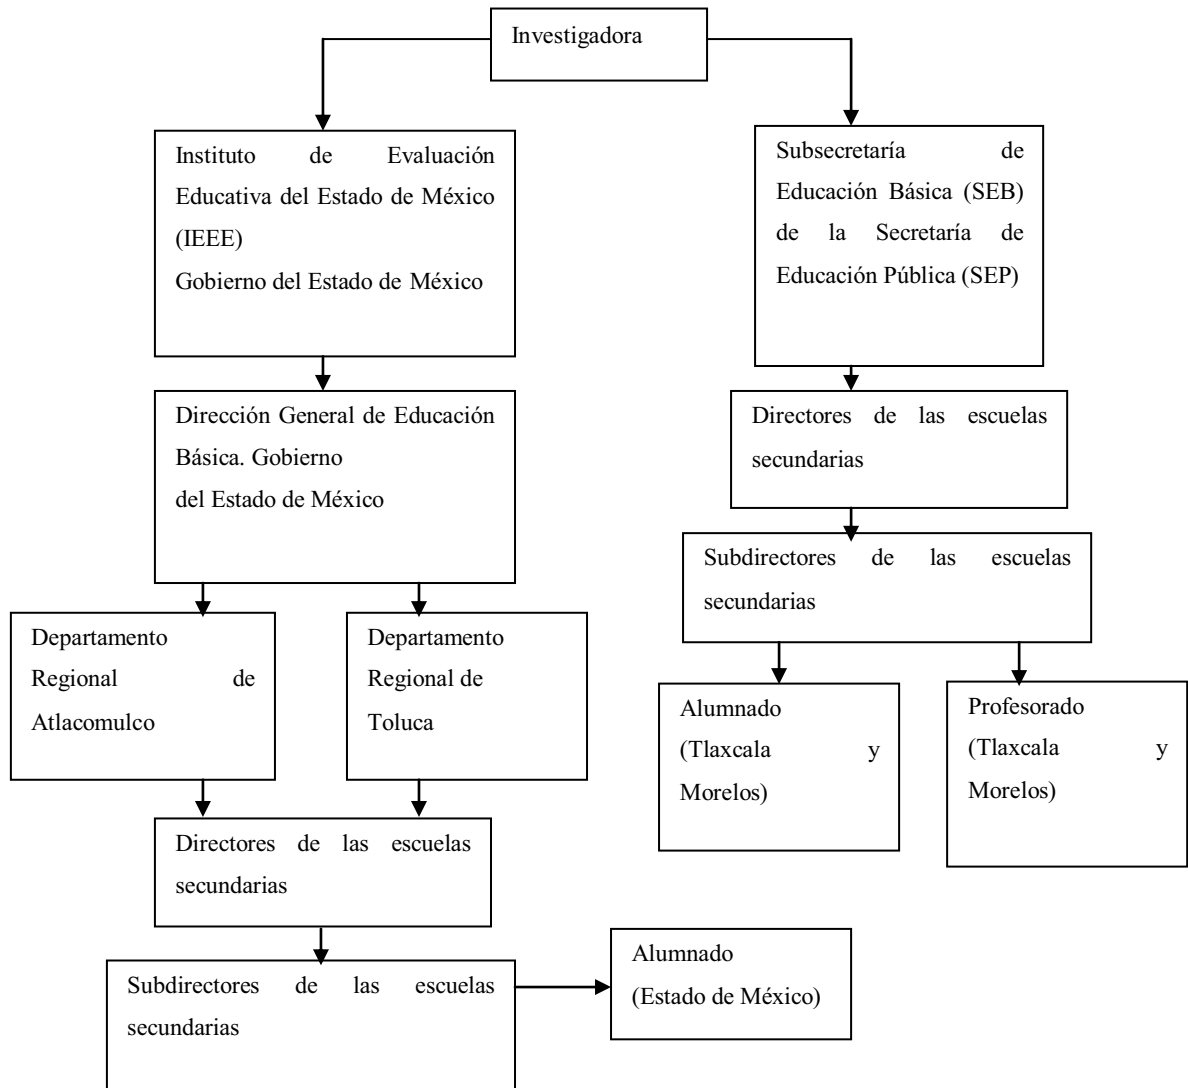 Investigadora
Instituto de Evaluación
Educativa del Estado de México
(IEEE)
Gobierno del Estado de México
Subsecretaría de
Educación Básica (SEB)
de la Secretaría de
Educación Pública (SEP)
Dirección General de Educación
Básica. Gobierno
del Estado de México
Directores de las escuelas
secundarias
Subdirectores de las escuelas
secundarias
Departamento
Regional de
Atlacomulco
Departamento
Regional de
Toluca
Alumnado
(Tlaxcala y
Morelos)
Profesorado
(Tlaxcala y
Morelos)
Directores de las escuelas
secundarias
Subdirectores de las escuelas
secundarias
Alumnado
(Estado de México)